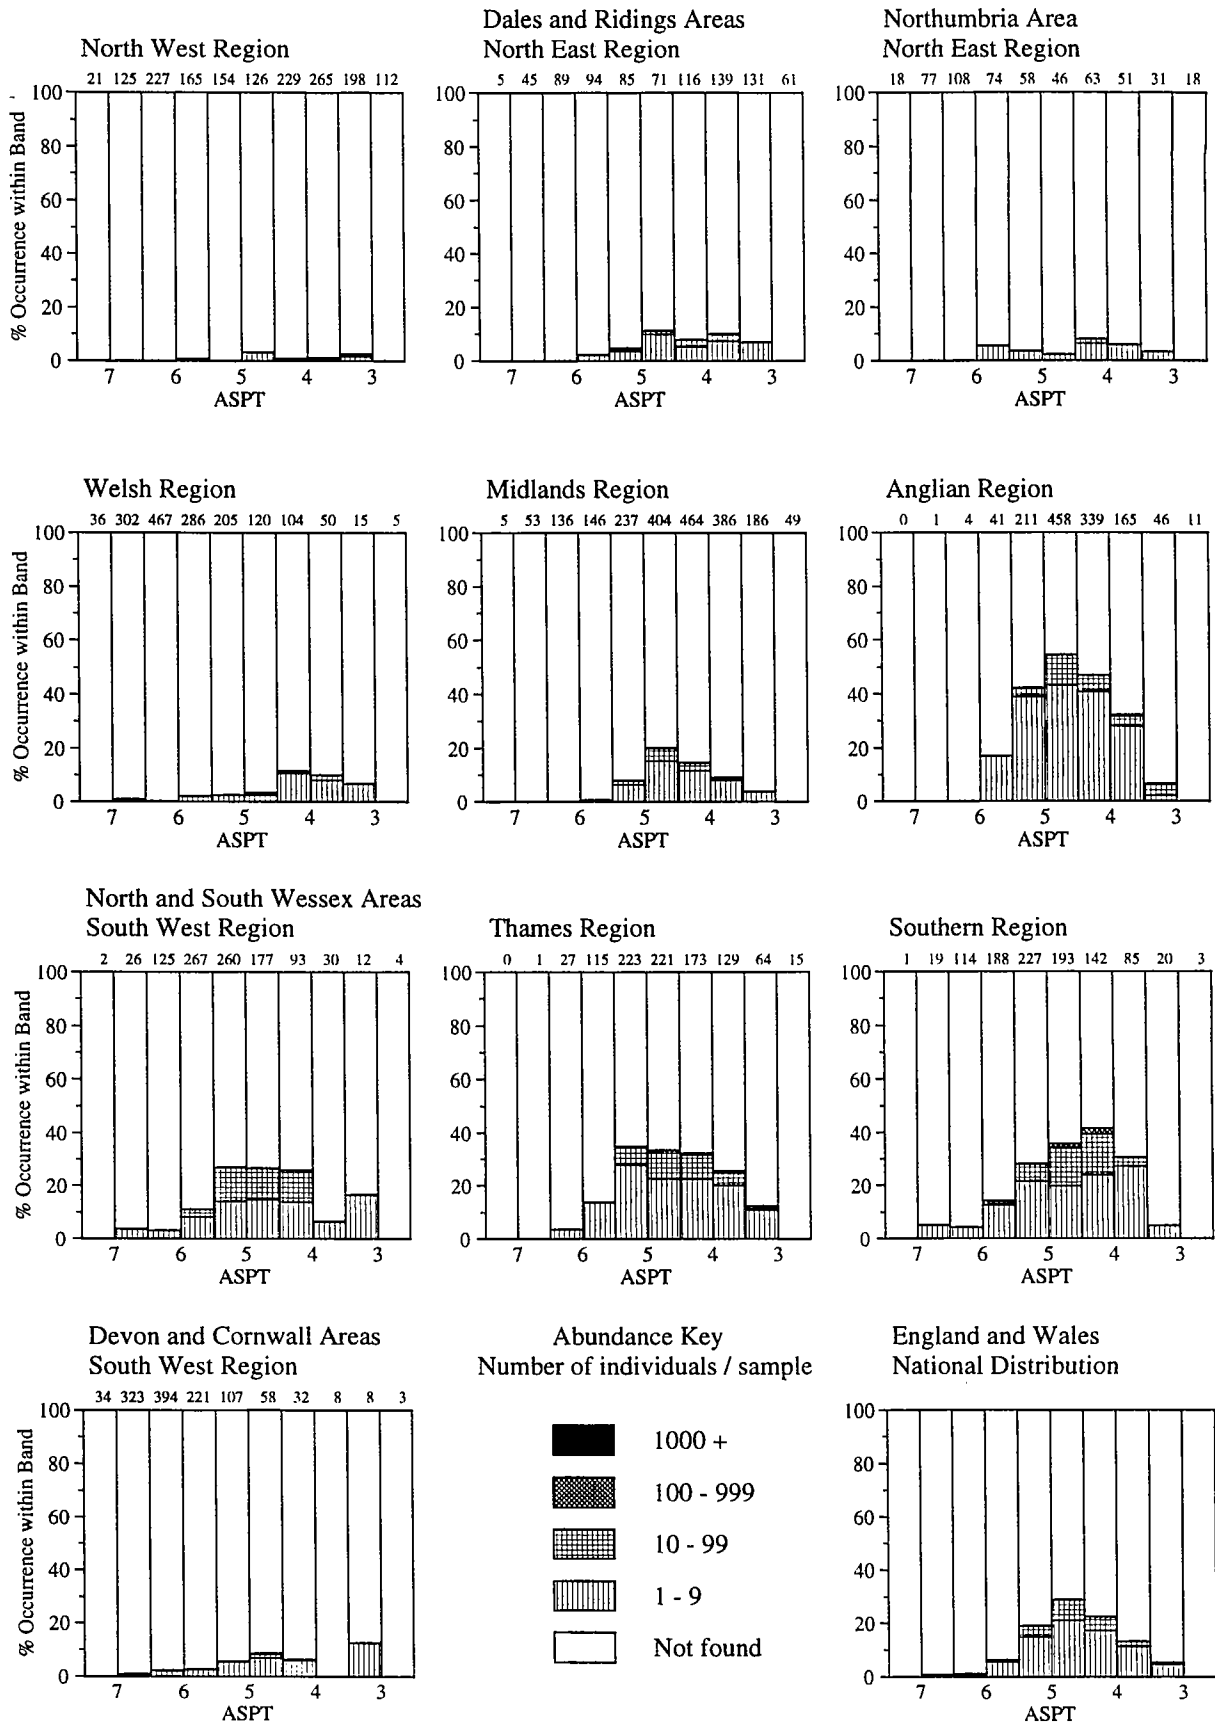 North West Region
21 125 227 165 154 126 229 265 198 112
% Occurrence within Band
100
80
60
40
20
0
7 6 5 4 3
ASPT
Dales and Ridings Areas
North East Region
5 45 89 94 85 71 116 139 131 61
100
80
60
40
20
0
7 6 5 4 3
ASPT
Northumbria Area
North East Region
18 77 108 74 58 46 63 51 31 18
100
80
60
40
20
0
7 6 5 4 3
ASPT
Welsh Region
36 302 467 286 205 120 104 50 15 5
% Occurrence within Band
100
80
60
40
20
0
7 6 5 4 3
ASPT
Midlands Region
5 53 136 146 237 404 464 386 186 49
100
80
60
40
20
0
7 6 5 4 3
ASPT
Anglian Region
0 1 4 41 211 458 339 165 46 11
100
80
60
40
20
0
7 6 5 4 3
ASPT
North and South Wessex Areas
South West Region
2 26 125 267 260 177 93 30 12 4
% Occurrence within Band
100
80
60
40
20
0
7 6 5 4 3
ASPT
Thames Region
0 1 27 115 223 221 173 129 64 15
100
80
60
40
20
0
7 6 5 4 3
ASPT
Southern Region
1 19 114 188 227 193 142 85 20 3
100
80
60
40
20
0
7 6 5 4 3
ASPT
Devon and Cornwall Areas
South West Region
34 323 394 221 107 58 32 8 8 3
% Occurrence within Band
100
80
60
40
20
0
7 6 5 4 3
ASPT
Abundance Key
Number of individuals / sample
1000 +
100 - 999
10 - 99
1 - 9
Not found
England and Wales
National Distribution
100
80
60
40
20
0
7 6 5 4 3
ASPT